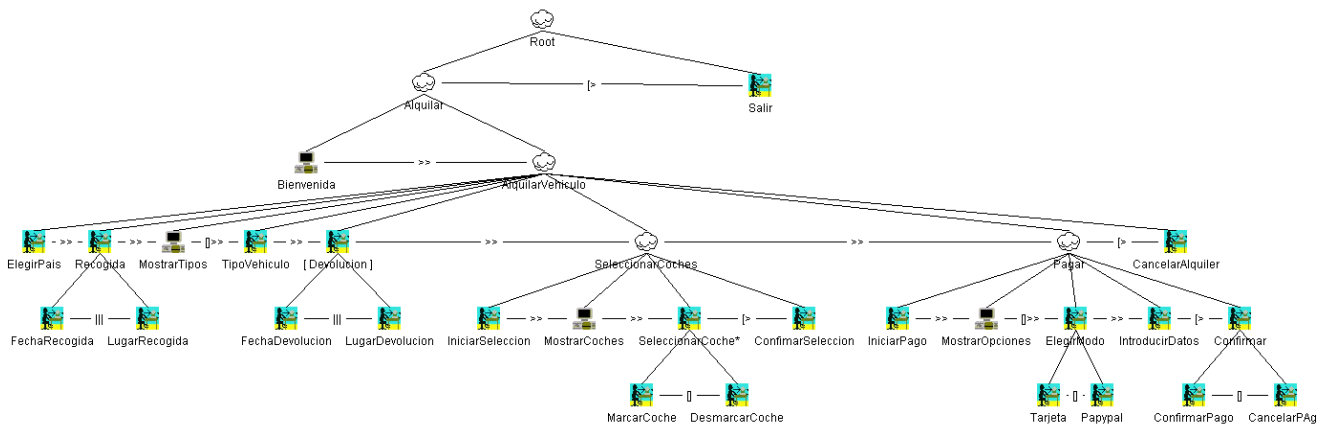 Root
[>
Alquilar
Salir
>>
Bienvenida
AlquilarVehiculo
>> >> []>> >> >> >> [>
ElegirPais Recogida MostrarTipos TipoVehiculo [ Devolucion ] SeleccionarCoches Pagar CancelarAlquiler
||| ||| >> >> [> >> []>> >> [>
FechaRecogida LugarRecogida FechaDevolucion LugarDevolucion IniciarSeleccion MostrarCoches SeleccionarCoche* ConfirmarSeleccion IniciarPago MostrarOpciones ElegirModo IntroducirDatos Confirmar
[] [] []
MarcarCoche DesmarcarCoche Tarjeta Papypal ConfirmarPago CancelarPAg